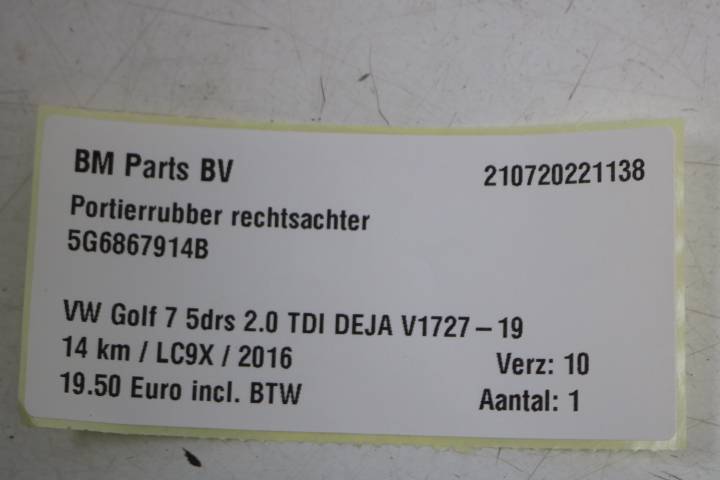 BM Parts BV 210720221138
Portierrubber rechtsachter
5G6867914B
VW Golf 7 5drs 2.0 TDI DEJA V1727 – 19
14 km / LC9X / 2016 Verz: 10
19.50 Euro incl. BTW Aantal: 1